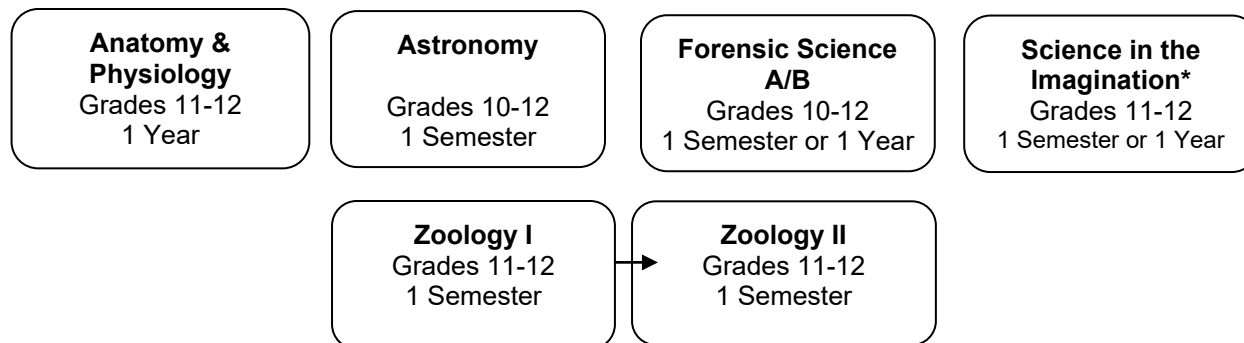 Anatomy &
Physiology
Grades 11-12
1 Year
Astronomy
Grades 10-12
1 Semester
Forensic Science
A/B
Grades 10-12
1 Semester or 1 Year
Science in the
Imagination*
Grades 11-12
1 Semester or 1 Year
Zoology I
Grades 11-12
1 Semester
Zoology II
Grades 11-12
1 Semester